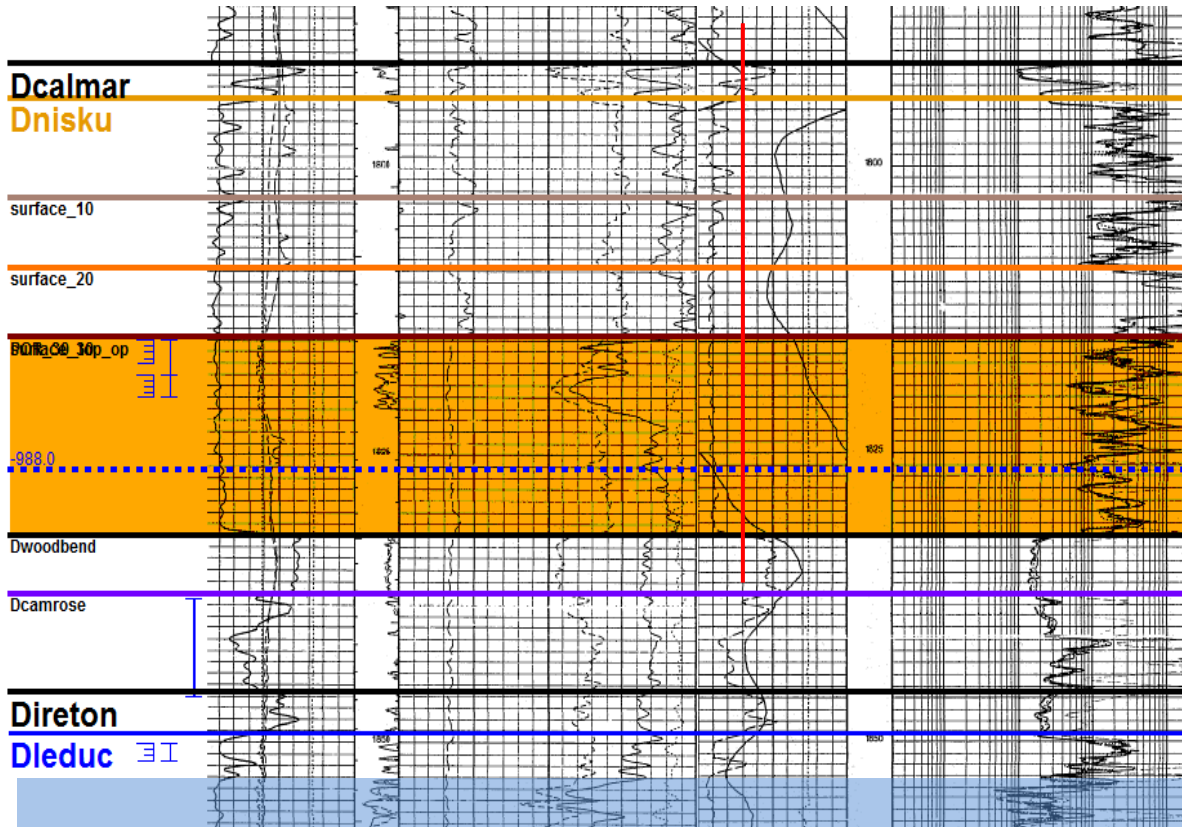 Dcalmar
Dnisku
1800
1800
surface_10
surface_20
-988.0
1825
1825
Dwoodbend
Dcamrose
Direton
1850
1850
Dleduc